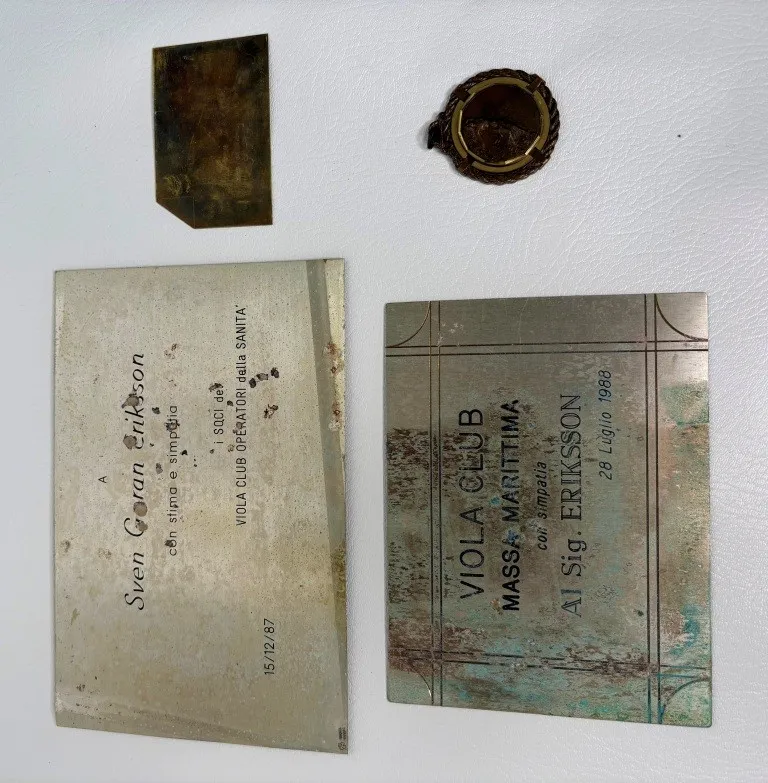 A
Sven Goran Eriksson
con stima e simpatia
i SOCI del
VIOLA CLUB OPERATORI della SANITA'
15/12/87
VIOLA CLUB
MASSA MARITTIMA
con simpatia
Al Sig. ERIKSSON
28 Luglio 1988